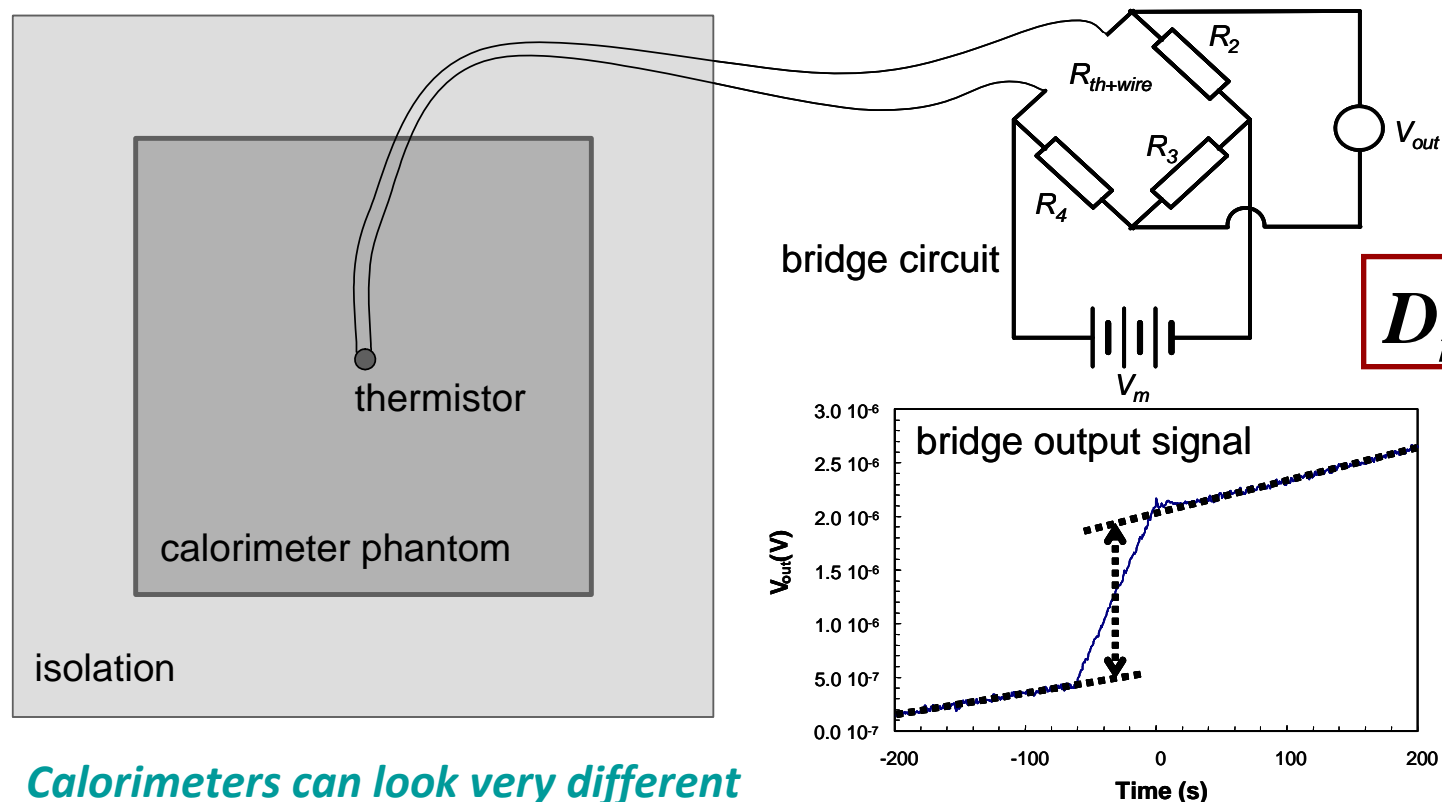 R2
Rth+wire
R3
Vout
R4
bridge circuit
Vm
D
thermistor
calorimeter phantom
isolation
bridge output signal
Vout(V)
3.0 10-6
2.5 10-6
2.0 10-6
1.5 10-6
1.0 10-6
5.0 10-7
0.0 10-7
-200
-100
0
100
200
Time (s)
Calorimeters can look very different